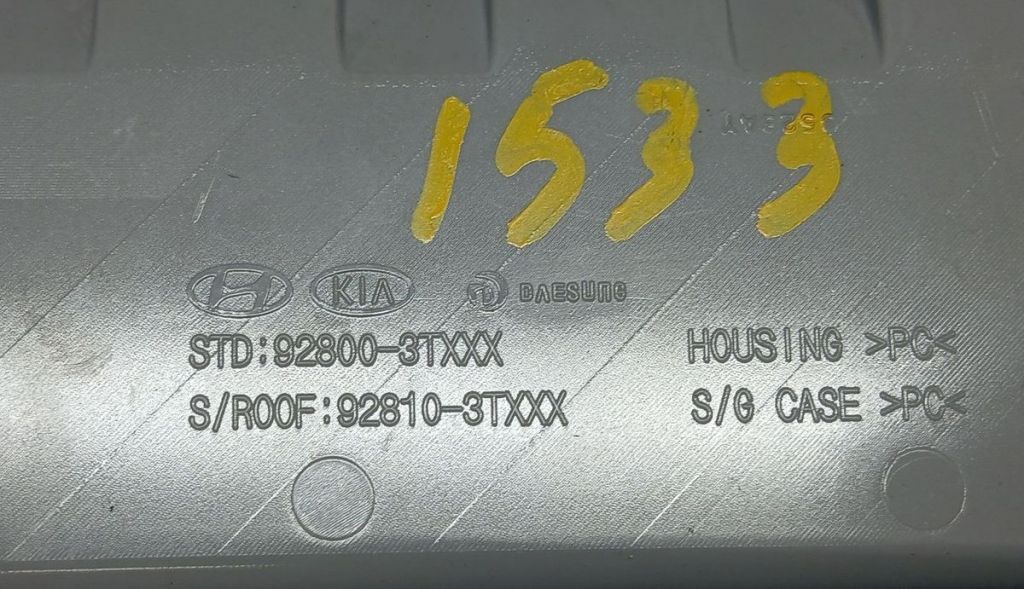 1533
KIA DAESUNG
STD:92800-3TXXX HOUSING >PC<
S/ROOF:92810-3TXXX S/G CASE >PC<